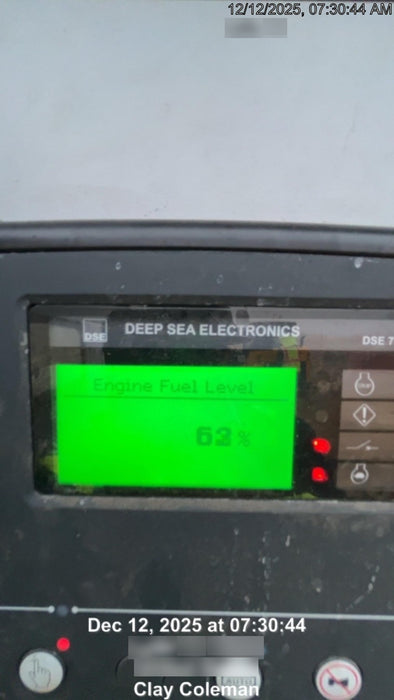 12/12/2025, 07:30:44 AM
DSE
DEEP SEA ELECTRONICS
DSE 7
Engine Fuel Level
63 %
Dec 12, 2025 at 07:30:44
AUTO
Clay Coleman